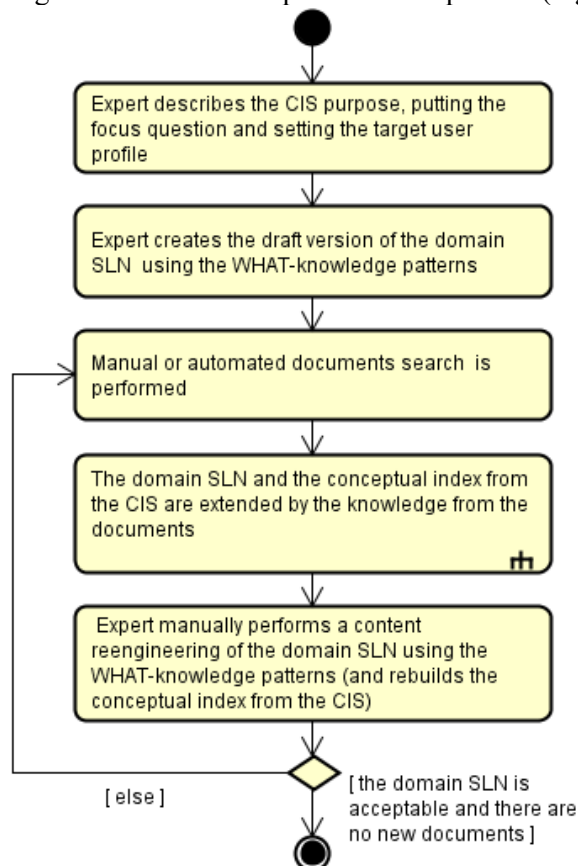 Expert describes the CIS purpose, putting the
focus question and setting the target user
profile
Expert creates the draft version of the domain
SLN using the WHAT-knowledge patterns
Manual or automated documents search is
performed
The domain SLN and the conceptual index from
the CIS are extended by the knowledge from the
documents
Expert manually performs a content
reengineering of the domain SLN using the
WHAT-knowledge patterns (and rebuilds the
conceptual index from the CIS)
[ else ]
[ the domain SLN is
acceptable and there are
no new documents ]